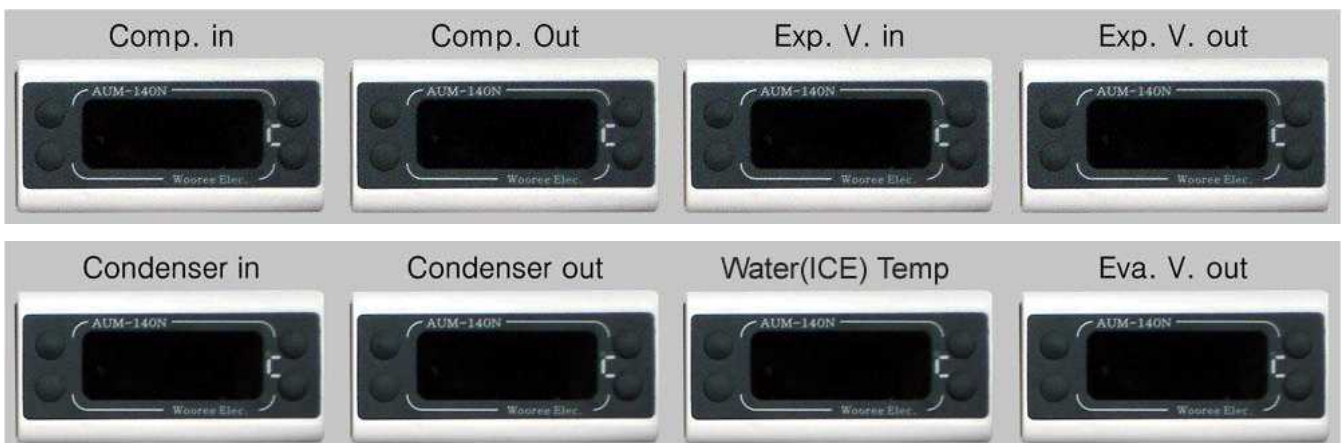 Comp. in
Comp. Out
Exp. V. in
Exp. V. out
AUM-140N
AUM-140N
AUM-140N
AUM-140N
C
C
C
C
Wooree Elec.
Wooree Elec.
Wooree Elec.
Wooree Elec.
Condenser in
Condenser out
Water(ICE) Temp
Eva. V. out
AUM-140N
AUM-140N
AUM-140N
AUM-140N
C
C
C
C
Wooree Elec.
Wooree Elec.
Wooree Elec.
Wooree Elec.